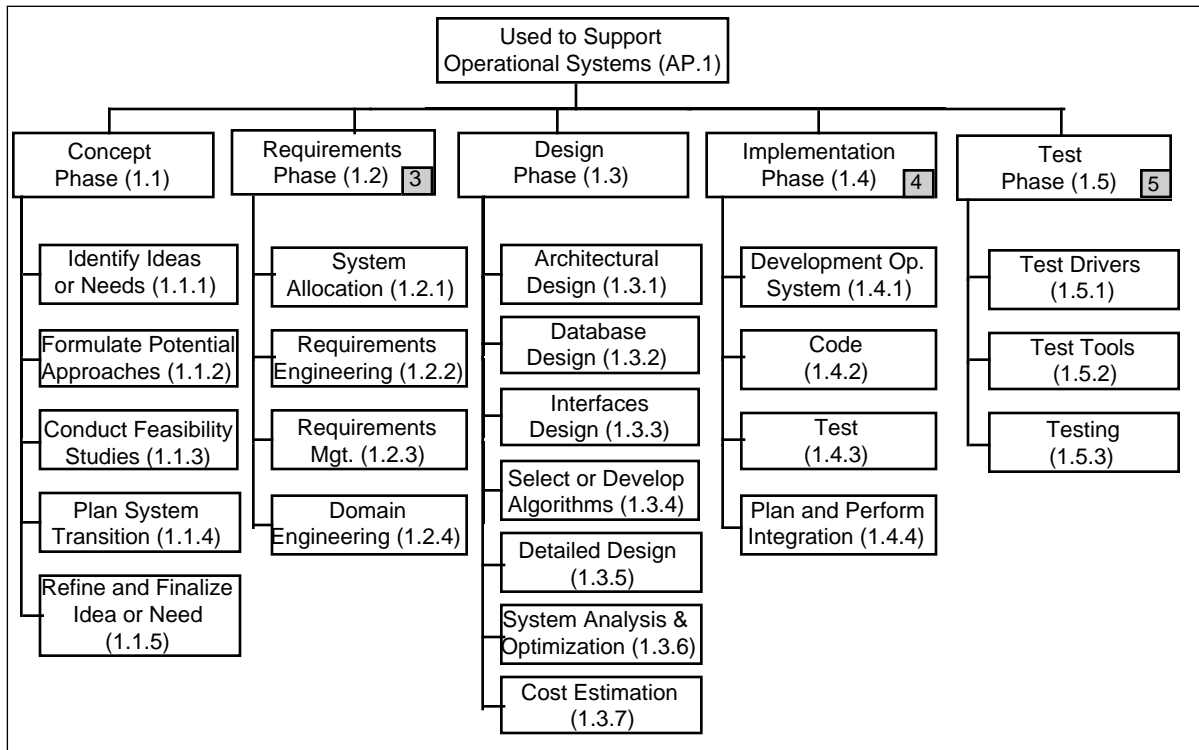 Used to Support
Operational Systems (AP.1)
Concept
Phase (1.1)
Requirements
Phase (1.2)
3
Design
Phase (1.3)
Implementation
Phase (1.4)
4
Test
Phase (1.5)
5
Identify Ideas
or Needs (1.1.1)
Formulate Potential
Approaches (1.1.2)
Conduct Feasibility
Studies (1.1.3)
Plan System
Transition (1.1.4)
Refine and Finalize
Idea or Need
(1.1.5)
System
Allocation (1.2.1)
Requirements
Engineering (1.2.2)
Requirements
Mgt. (1.2.3)
Domain
Engineering (1.2.4)
Architectural
Design (1.3.1)
Database
Design (1.3.2)
Interfaces
Design (1.3.3)
Select or Develop
Algorithms (1.3.4)
Detailed Design
(1.3.5)
System Analysis &
Optimization (1.3.6)
Cost Estimation
(1.3.7)
Development Op.
System (1.4.1)
Code
(1.4.2)
Test
(1.4.3)
Plan and Perform
Integration (1.4.4)
Test Drivers
(1.5.1)
Test Tools
(1.5.2)
Testing
(1.5.3)